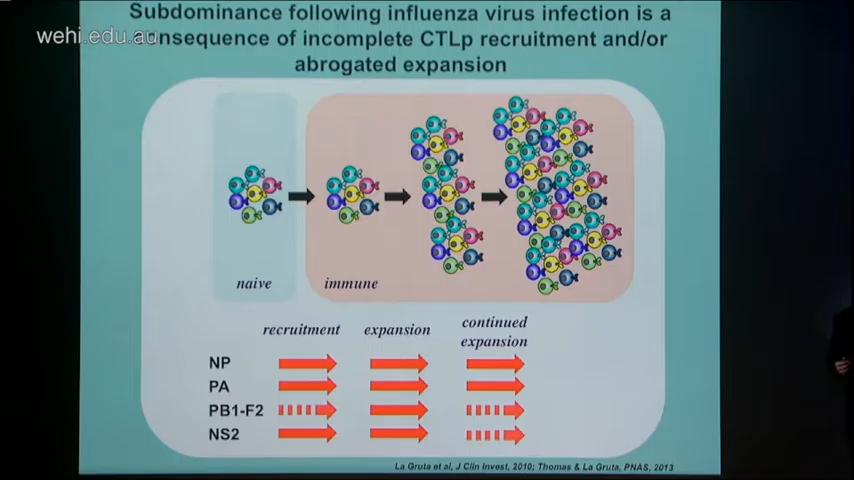 Subdominance following influenza virus infection is a
wehi.edu.au
nsequence of incomplete CTLp recruitment and/or
abrogated expansion
naive
immune
recruitment
expansion
continued
expansion
NP
PA
PB1-F2
NS2
La Gruta et al, J Clin Invest, 2010; Thomas & La Gruta, PNAS, 2013